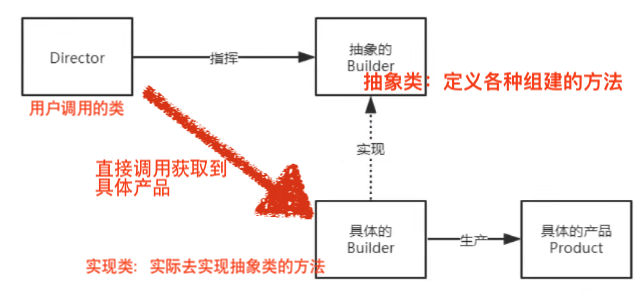 Director
指挥
抽象的
Builder
抽象类：定义各种组建的方法
用户调用的类
实现
直接调用获取到
具体产品
具体的
Builder
生产
具体的产品
Product
实现类：实际去实现抽象类的方法